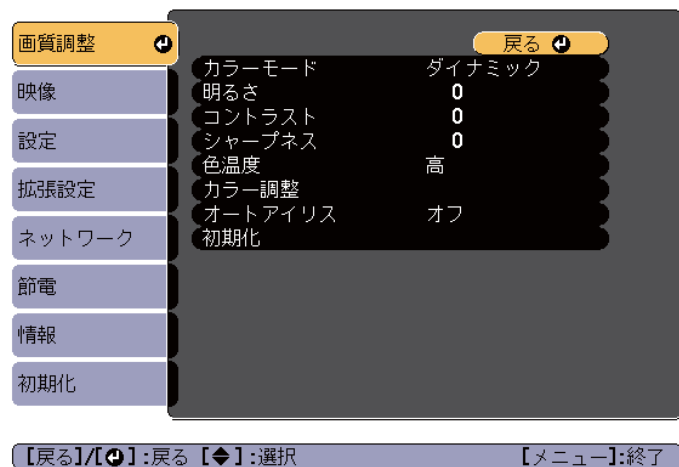 画質調整
映像
設定
拡張設定
ネットワーク
節電
情報
初期化
戻る
カラーモード ダイナミック
明るさ 0
コントラスト 0
シャープネス 0
色温度 高
カラー調整
オートアイリス オフ
初期化
【戻る】/【】:戻る 【◆】:選択 【メニュー】:終了